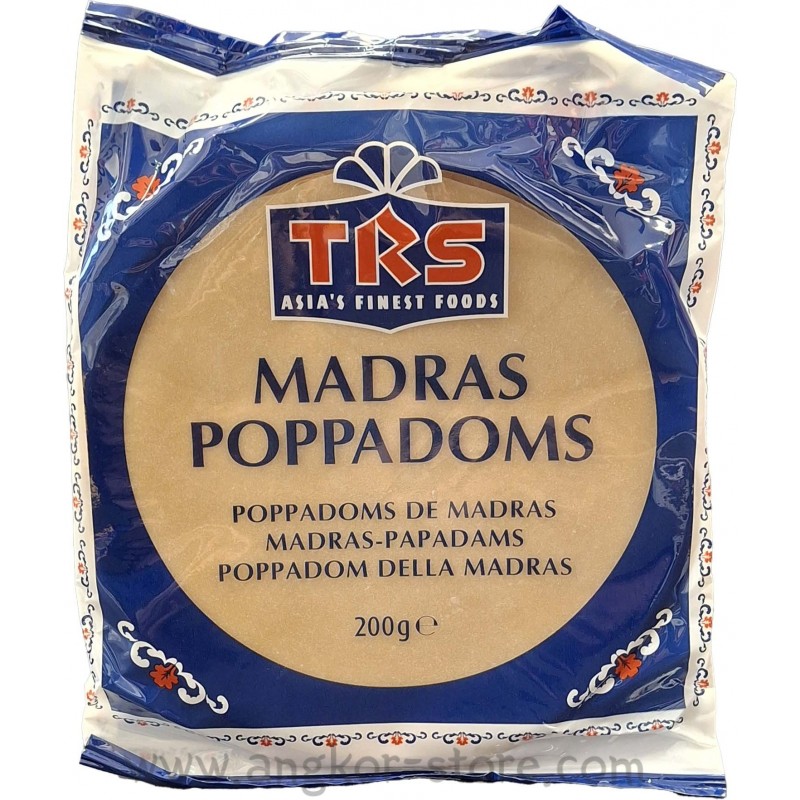 TRS
ASIA'S FINEST FOODS
MADRAS
POPPADOMS
POPPADOMS DE MADRAS
MADRAS-PAPADAMS
POPPADOM DELLA MADRAS
200g℮
www.angkor-store.com